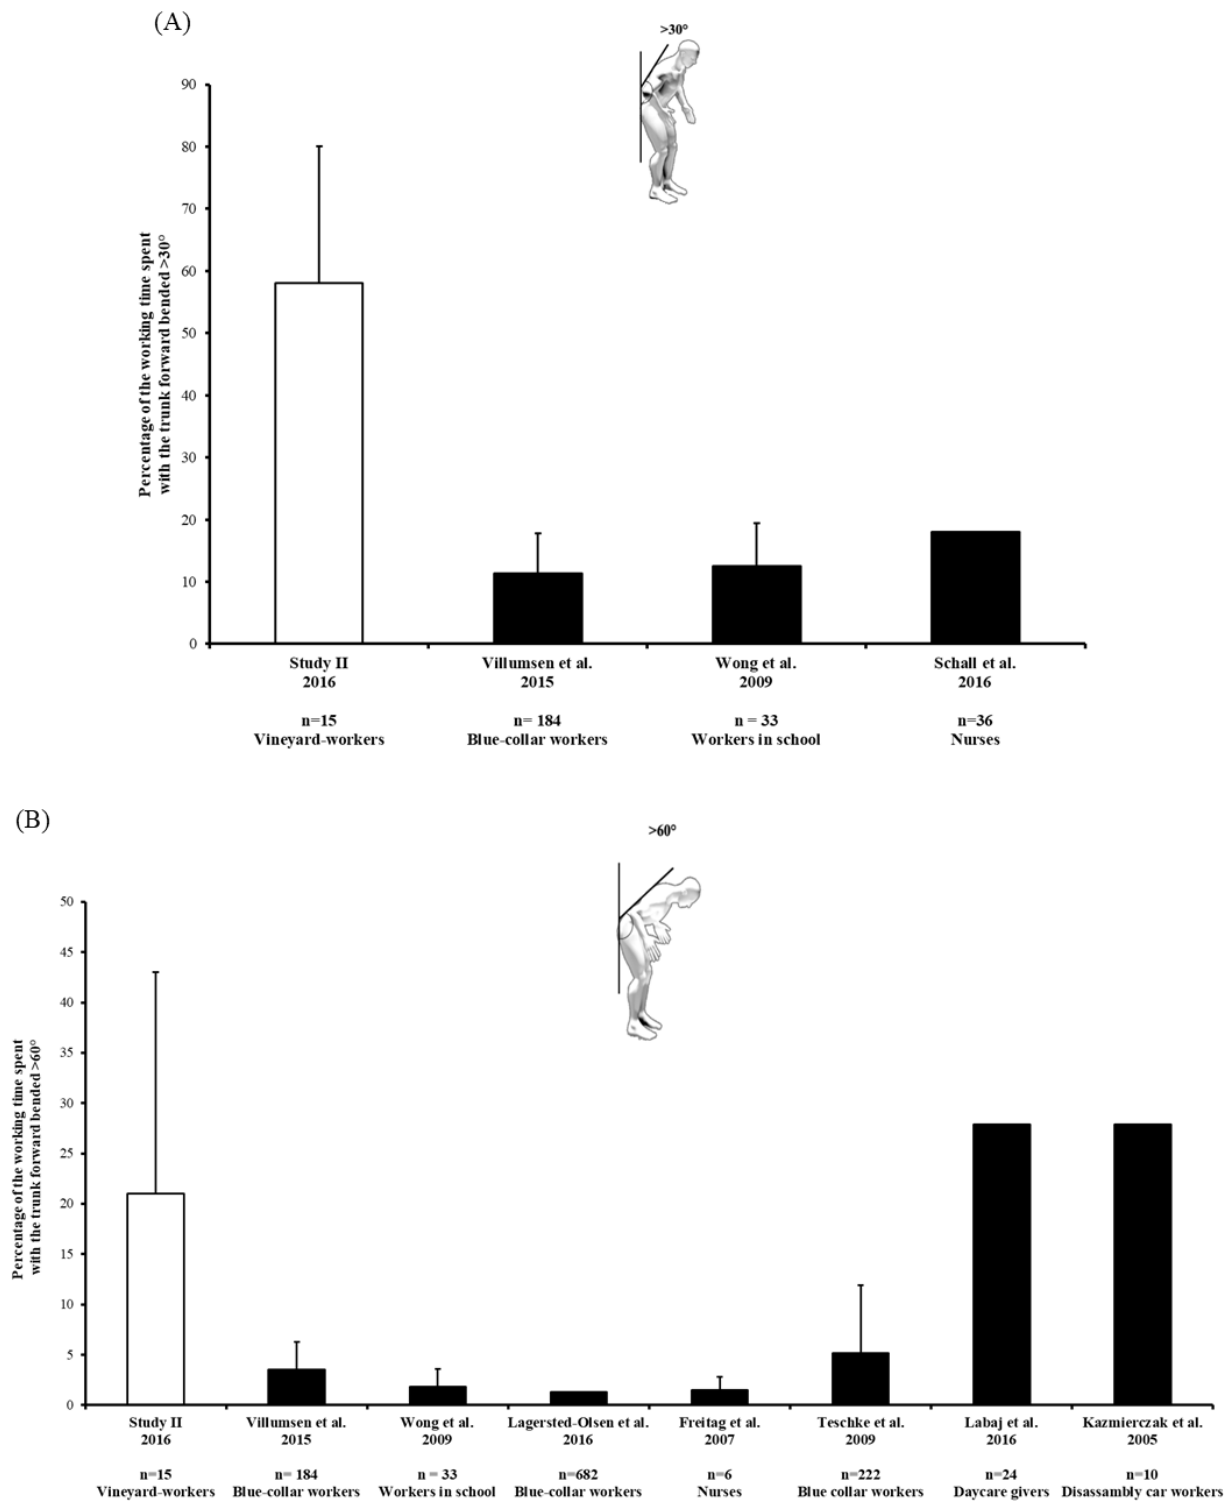 (A)
>30°
Percentage of the working time spent
with the trunk forward bended >30°
90
80
70
60
50
40
30
20
10
0
Study II
2016
n=15
Vineyard-workers
Villumsen et al.
2015
n= 184
Blue-collar workers
Wong et al.
2009
n = 33
Workers in school
Schall et al.
2016
n=36
Nurses
(B)
>60°
Percentage of the working time spent
with the trunk forward bended >60°
50
45
40
35
30
25
20
15
10
5
0
Study II
2016
n=15
Vineyard-workers
Villumsen et al.
2015
n= 184
Blue-collar workers
Wong et al.
2009
n = 33
Workers in school
Lagersted-Olsen et al.
2016
n=682
Blue-collar workers
Freitag et al.
2007
n=6
Nurses
Teschke et al.
2009
n=222
Blue collar workers
Labaj et al.
2016
n=24
Daycare givers
Kazmierczak et al.
2005
n=10
Disassambly car workers